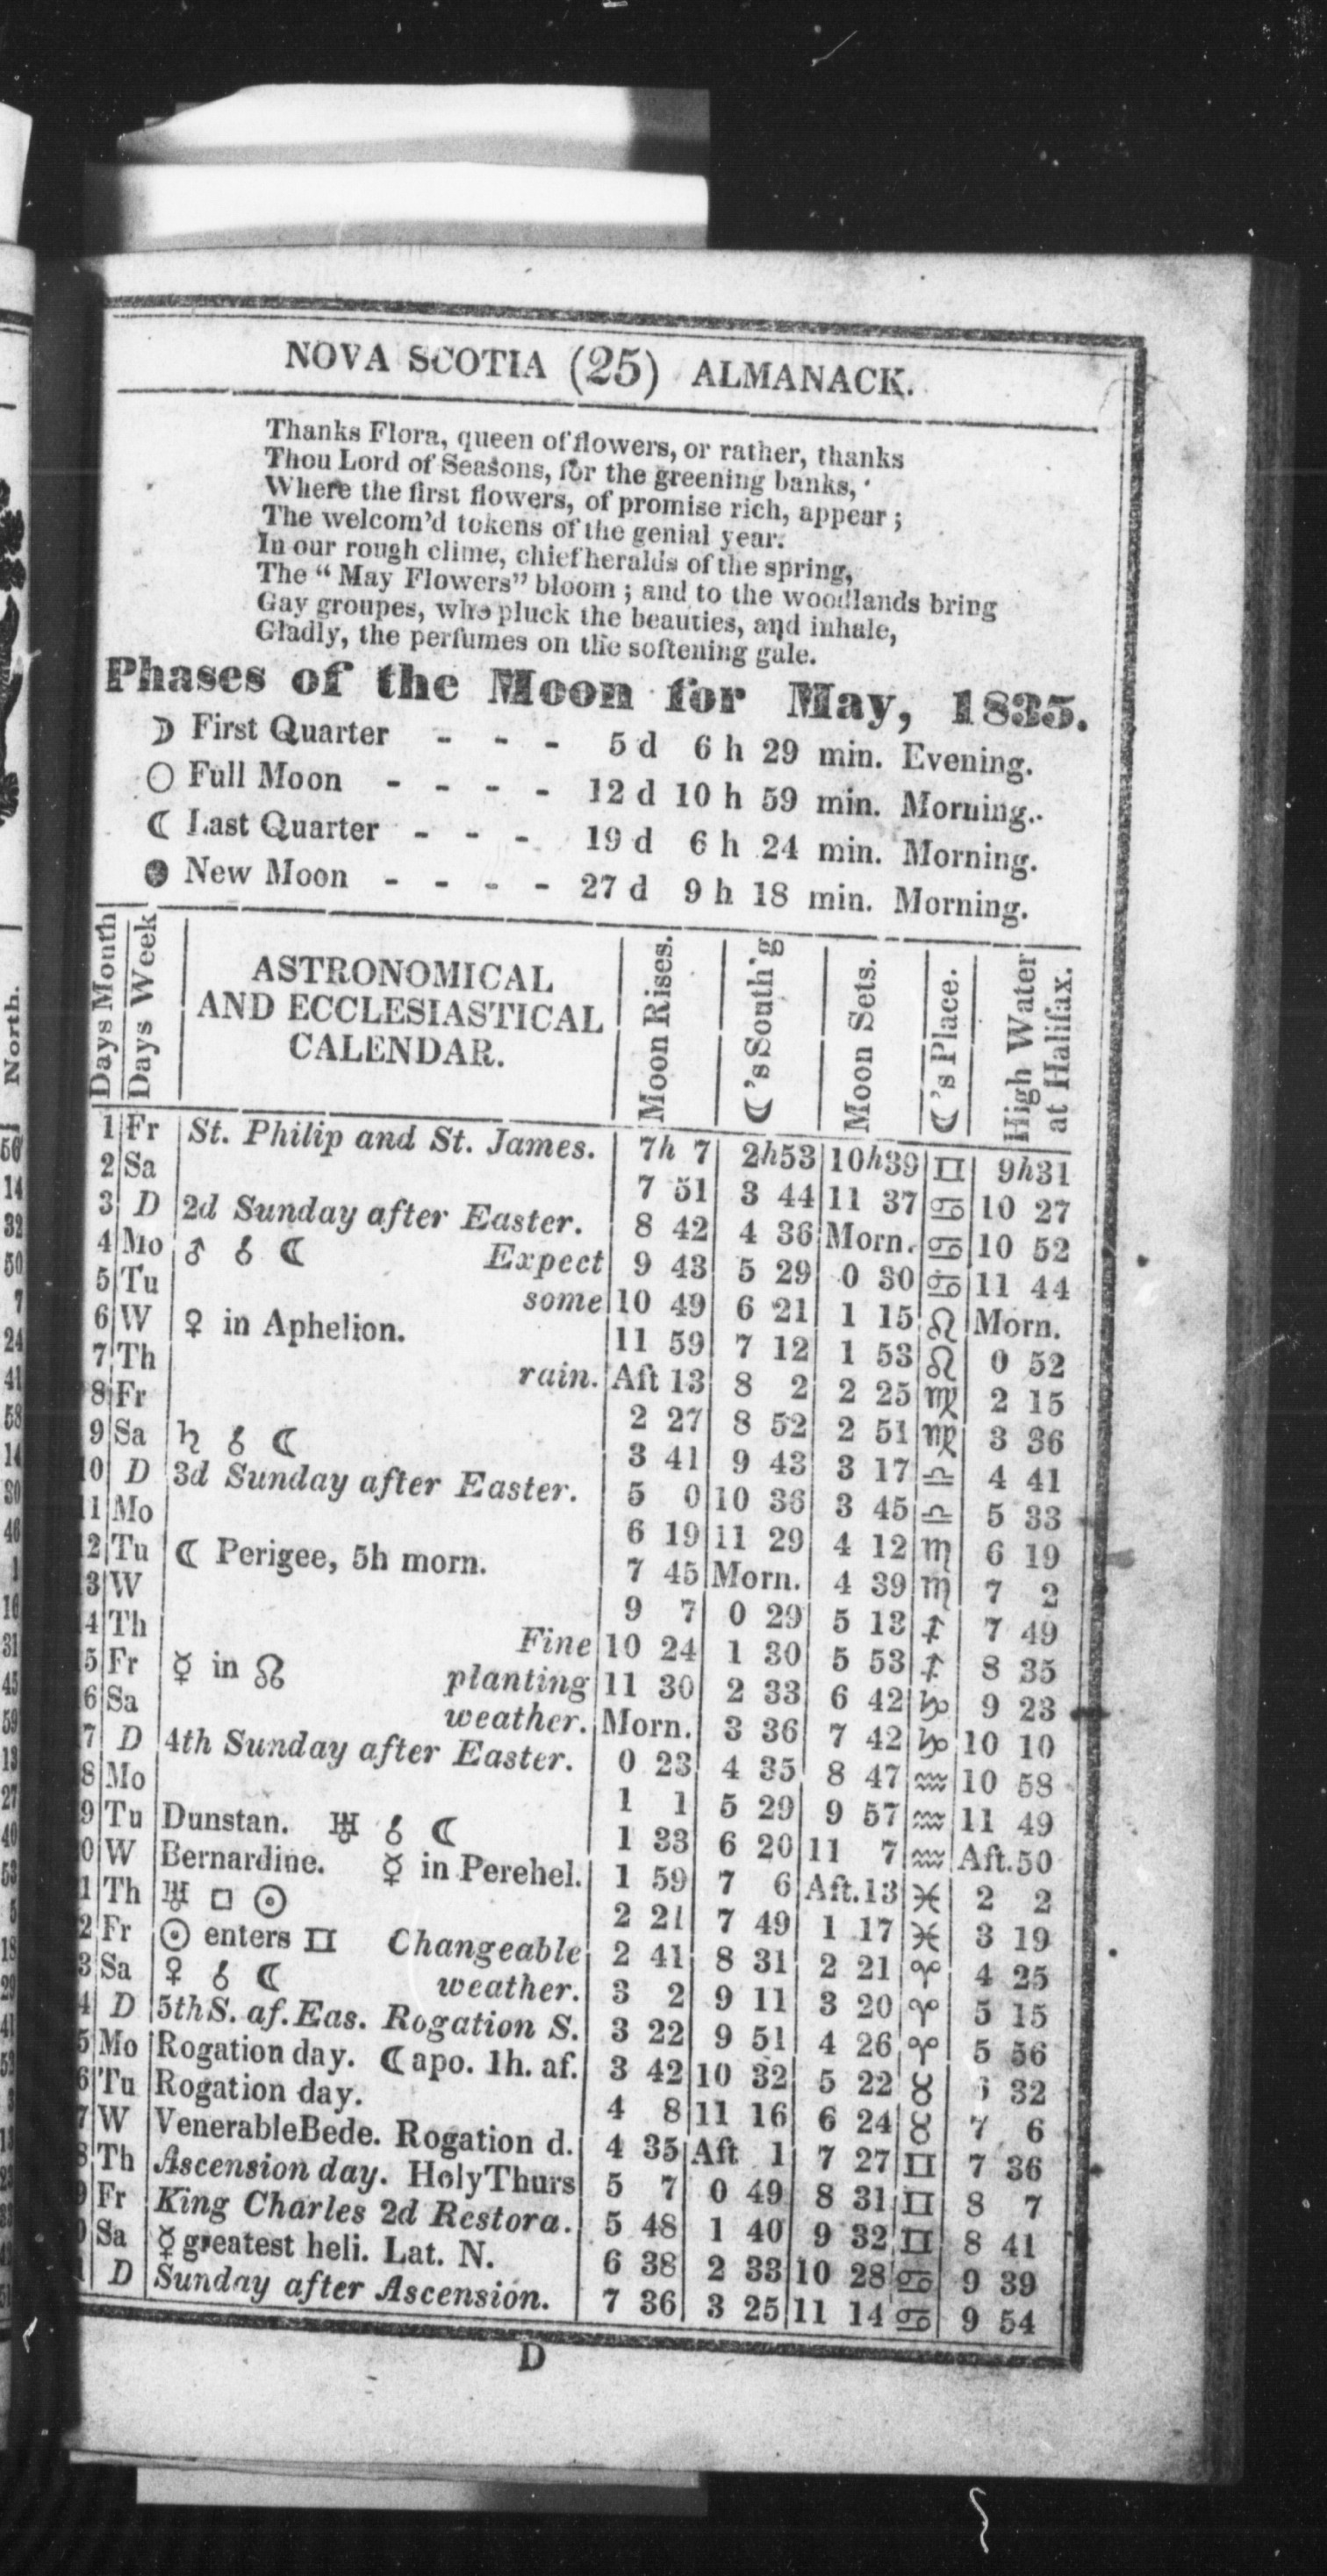 NOVA SCOTIA (25) ALMANACK.
Thanks Flora, queen of flowers, or rather, thanks
Thou Lord of Seasons, for the greening banks,
Where the first flowers, of promise rich, appear;
The welcom'd tokens of the genial year.
In our rough clime, chief heralds of the spring,
The "May Flowers" bloom; and to the woodlands bring
Gay groupes, who pluck the beauties, and inhale,
Gladly, the perfumes on the softening gale.
Phases of the Moon for May, 1835.
☽ First Quarter - - - 5 d 6 h 29 min. Evening.
○ Full Moon - - - - 12 d 10 h 59 min. Morning.
☾ Last Quarter - - - 19 d 6 h 24 min. Morning.
● New Moon - - - - 27 d 9 h 18 min. Morning.
Days Month Days Week ASTRONOMICAL AND ECCLESIASTICAL CALENDAR. Moon Rises. ☾'s South'g Moon Sets. ☾'s Place. High Water at Halifax.
1 Fr St. Philip and St. James. 7h 7 2h53 10h39 ♊ 9h31
2 Sa 7 51 3 44 11 37 ♋ 10 27
3 D 2d Sunday after Easter. 8 42 4 36 Morn. ♋ 10 52
4 Mo ♂ ☌ ☾ Expect 9 43 5 29 0 30 ♋ 11 44
5 Tu some 10 49 6 21 1 15 ♌ Morn.
6 W ♀ in Aphelion. 11 59 7 12 1 53 ♌ 0 52
7 Th rain. Aft 13 8 2 2 25 ♍ 2 15
8 Fr 2 27 8 52 2 51 ♍ 3 36
9 Sa ♄ ☌ ☾ 3 41 9 43 3 17 ♎ 4 41
0 D 3d Sunday after Easter. 5 0 10 36 3 45 ♎ 5 33
11 Mo 6 19 11 29 4 12 ♏ 6 19
2 Tu ☾ Perigee, 5h morn. 7 45 Morn. 4 39 ♏ 7 2
3 W 9 7 0 29 5 13 ♐ 7 49
4 Th Fine 10 24 1 30 5 53 ♐ 8 35
5 Fr ☿ in ☊ planting 11 30 2 33 6 42 ♑ 9 23
6 Sa weather. Morn. 3 36 7 42 ♑ 10 10
7 D 4th Sunday after Easter. 0 23 4 35 8 47 ♒ 10 58
8 Mo 1 1 5 29 9 57 ♒ 11 49
9 Tu Dunstan. ♅ ☌ ☾ 1 33 6 20 11 7 ♒ Aft.50
0 W Bernardine. ☿ in Perehel. 1 59 7 6 Aft.13 ♓ 2 2
1 Th ♅ □ ☉ 2 21 7 49 1 17 ♓ 3 19
2 Fr ☉ enters ♊ Changeable 2 41 8 31 2 21 ♈ 4 25
3 Sa ♀ ☌ ☾ weather. 3 2 9 11 3 20 ♈ 5 15
4 D 5th S. af. Eas. Rogation S. 3 22 9 51 4 26 ♈ 5 56
5 Mo Rogation day. ☾ apo. 1h. af. 3 42 10 32 5 22 ♉ 32
6 Tu Rogation day. 4 8 11 16 6 24 ♉ 7 6
7 W Venerable Bede. Rogation d. 4 35 Aft 1 7 27 ♊ 7 36
8 Th Ascension day. Holy Thurs 5 7 0 49 8 31 ♊ 8 7
9 Fr King Charles 2d Restora. 5 48 1 40 9 32 ♊ 8 41
0 Sa ☿ greatest heli. Lat. N. 6 38 2 33 10 28 ♋ 9 39
1 D Sunday after Ascension. 7 36 3 25 11 14 ♋ 9 54
D
North.